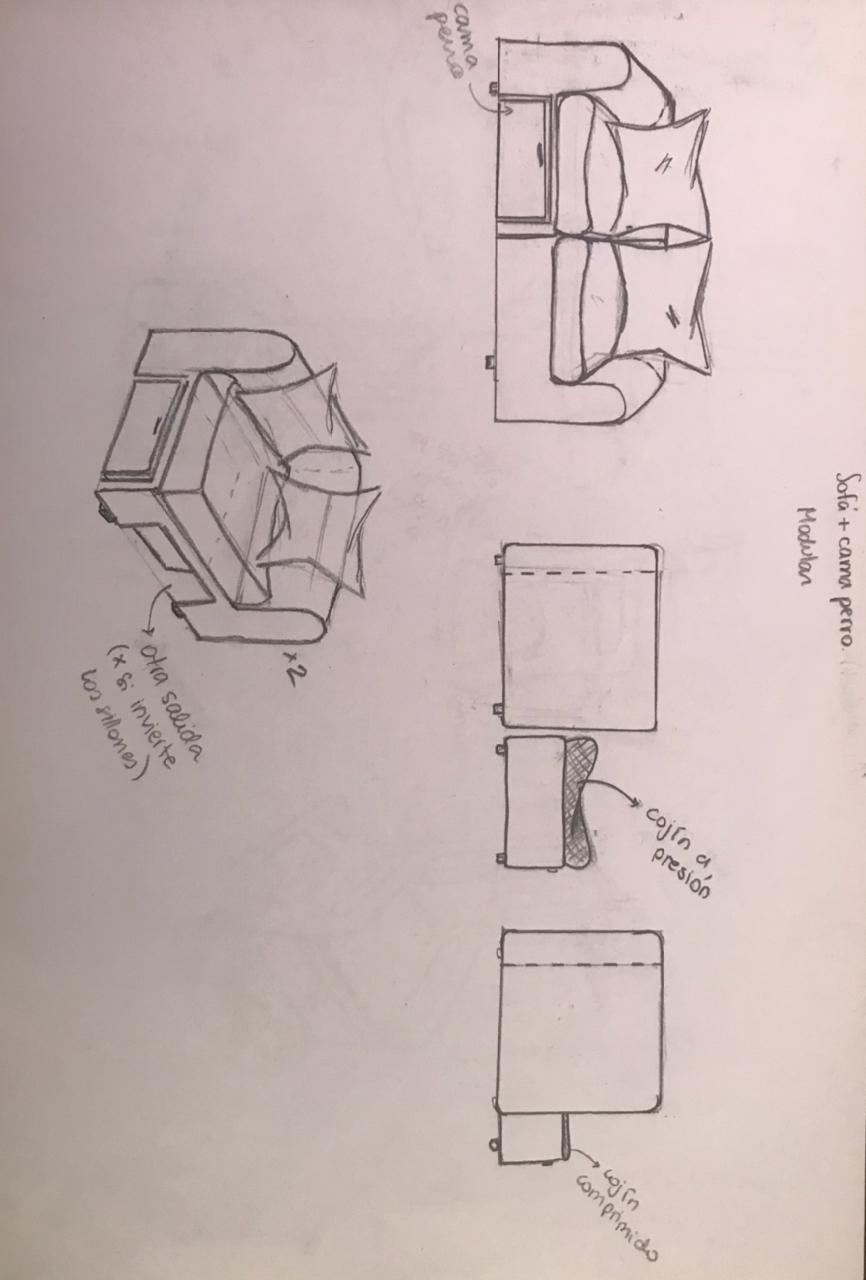 Sofá + cama perro.
Modular
cojín a
presión
cojín
comprimido
cama
perro
x2
otra salida
(x si invierte
los sillones)